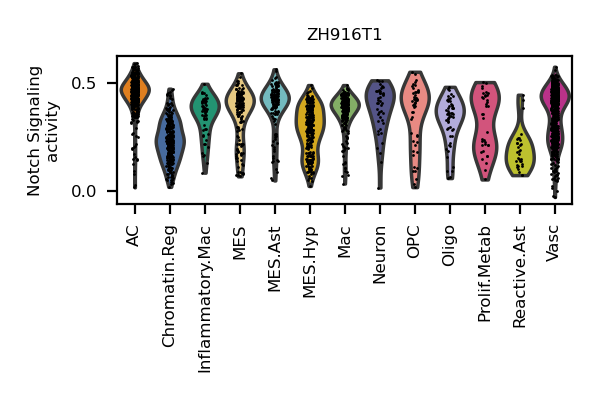 ZH916T1
Notch Signaling
activity
0.5
0.0
AC
Chromatin.Reg
Inflammatory.Mac
MES
MES.Ast
MES.Hyp
Mac
Neuron
OPC
Oligo
Prolif.Metab
Reactive.Ast
Vasc